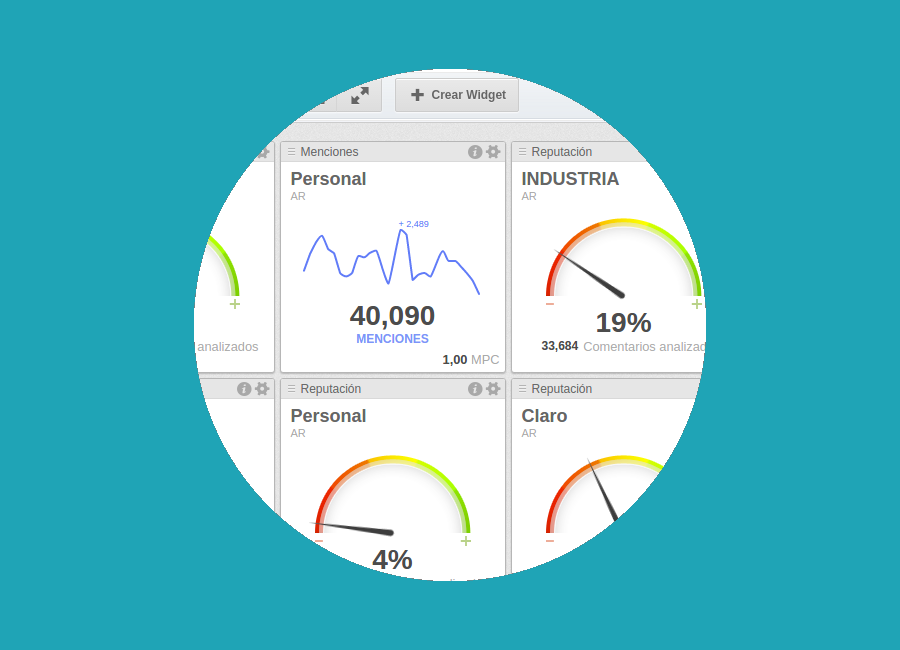 Crear Widget
Menciones
Reputación
Personal
INDUSTRIA
AR
AR
+ 2,489
40,090
19%
MENCIONES
analizados
33,684 Comentarios analizad
1,00 MPC
Reputación
Reputación
Personal
Claro
AR
AR
4%